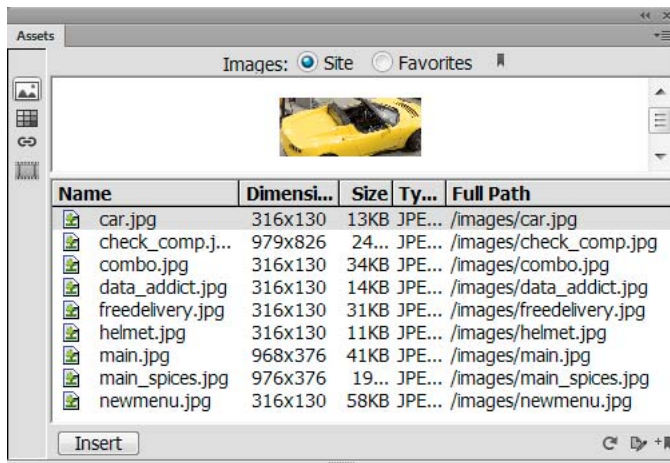 Assets
Images: Site Favorites
Name Dimensi... Size Ty... Full Path
car.jpg 316x130 13KB JPE... /images/car.jpg
check_comp.j... 979x826 24... JPE... /images/check_comp.jpg
combo.jpg 316x130 34KB JPE... /images/combo.jpg
data_addict.jpg 316x130 14KB JPE... /images/data_addict.jpg
freedelivery.jpg 316x130 31KB JPE... /images/freedelivery.jpg
helmet.jpg 316x130 11KB JPE... /images/helmet.jpg
main.jpg 968x376 41KB JPE... /images/main.jpg
main_spices.jpg 976x376 19... JPE... /images/main_spices.jpg
newmenu.jpg 316x130 58KB JPE... /images/newmenu.jpg
Insert